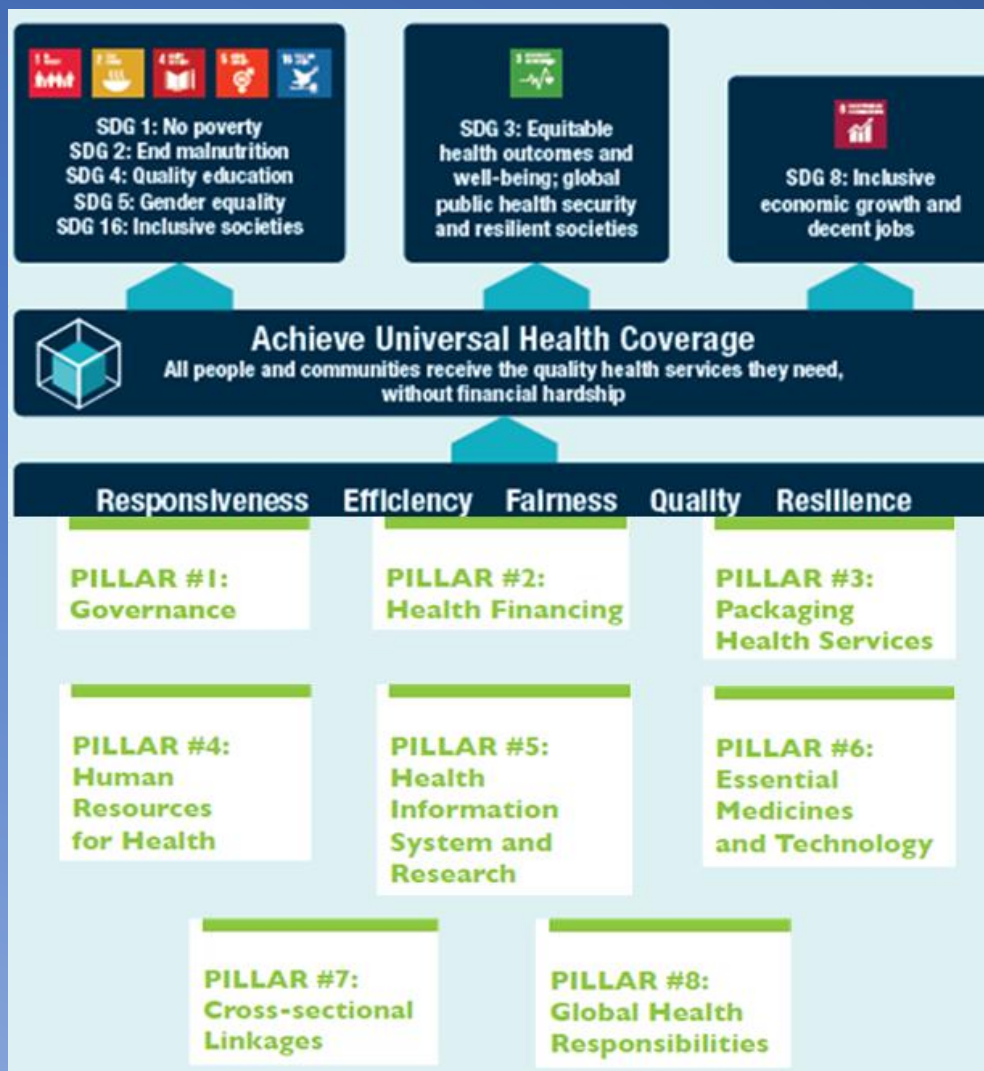 SDG 1: No poverty
SDG 2: End malnutrition
SDG 4: Quality education
SDG 5: Gender equality
SDG 16: Inclusive societies
SDG 3: Equitable
health outcomes and
well-being; global
public health security
and resilient societies
SDG 8: Inclusive
economic growth and
decent jobs
Achieve Universal Health Coverage
All people and communities receive the quality health services they need,
without financial hardship
Responsiveness Efficiency Fairness Quality Resilience
PILLAR #1:
Governance
PILLAR #2:
Health Financing
PILLAR #3:
Packaging
Health Services
PILLAR #4:
Human
Resources
for Health
PILLAR #5:
Health
Information
System and
Research
PILLAR #6:
Essential
Medicines
and Technology
PILLAR #7:
Cross-sectional
Linkages
PILLAR #8:
Global Health
Responsibilities